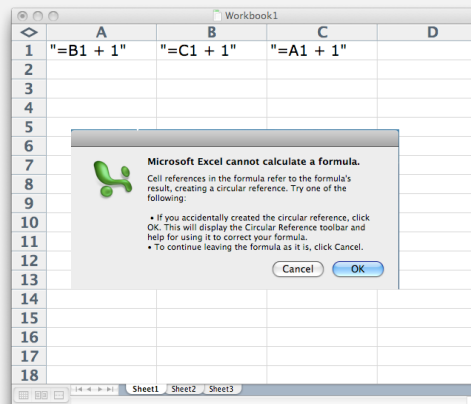 Workbook1
A B C D
1 "=B1 + 1" "=C1 + 1" "=A1 + 1"
2
3
4
5
6
7
8
9
10
11
12
13
14
15
16
17
18
Microsoft Excel cannot calculate a formula.
Cell references in the formula refer to the formula's
result, creating a circular reference. Try one of the
following:
• If you accidentally created the circular reference, click
OK. This will display the Circular Reference toolbar and
help for using it to correct your formula.
• To continue leaving the formula as it is, click Cancel.
Cancel OK
Sheet1 Sheet2 Sheet3